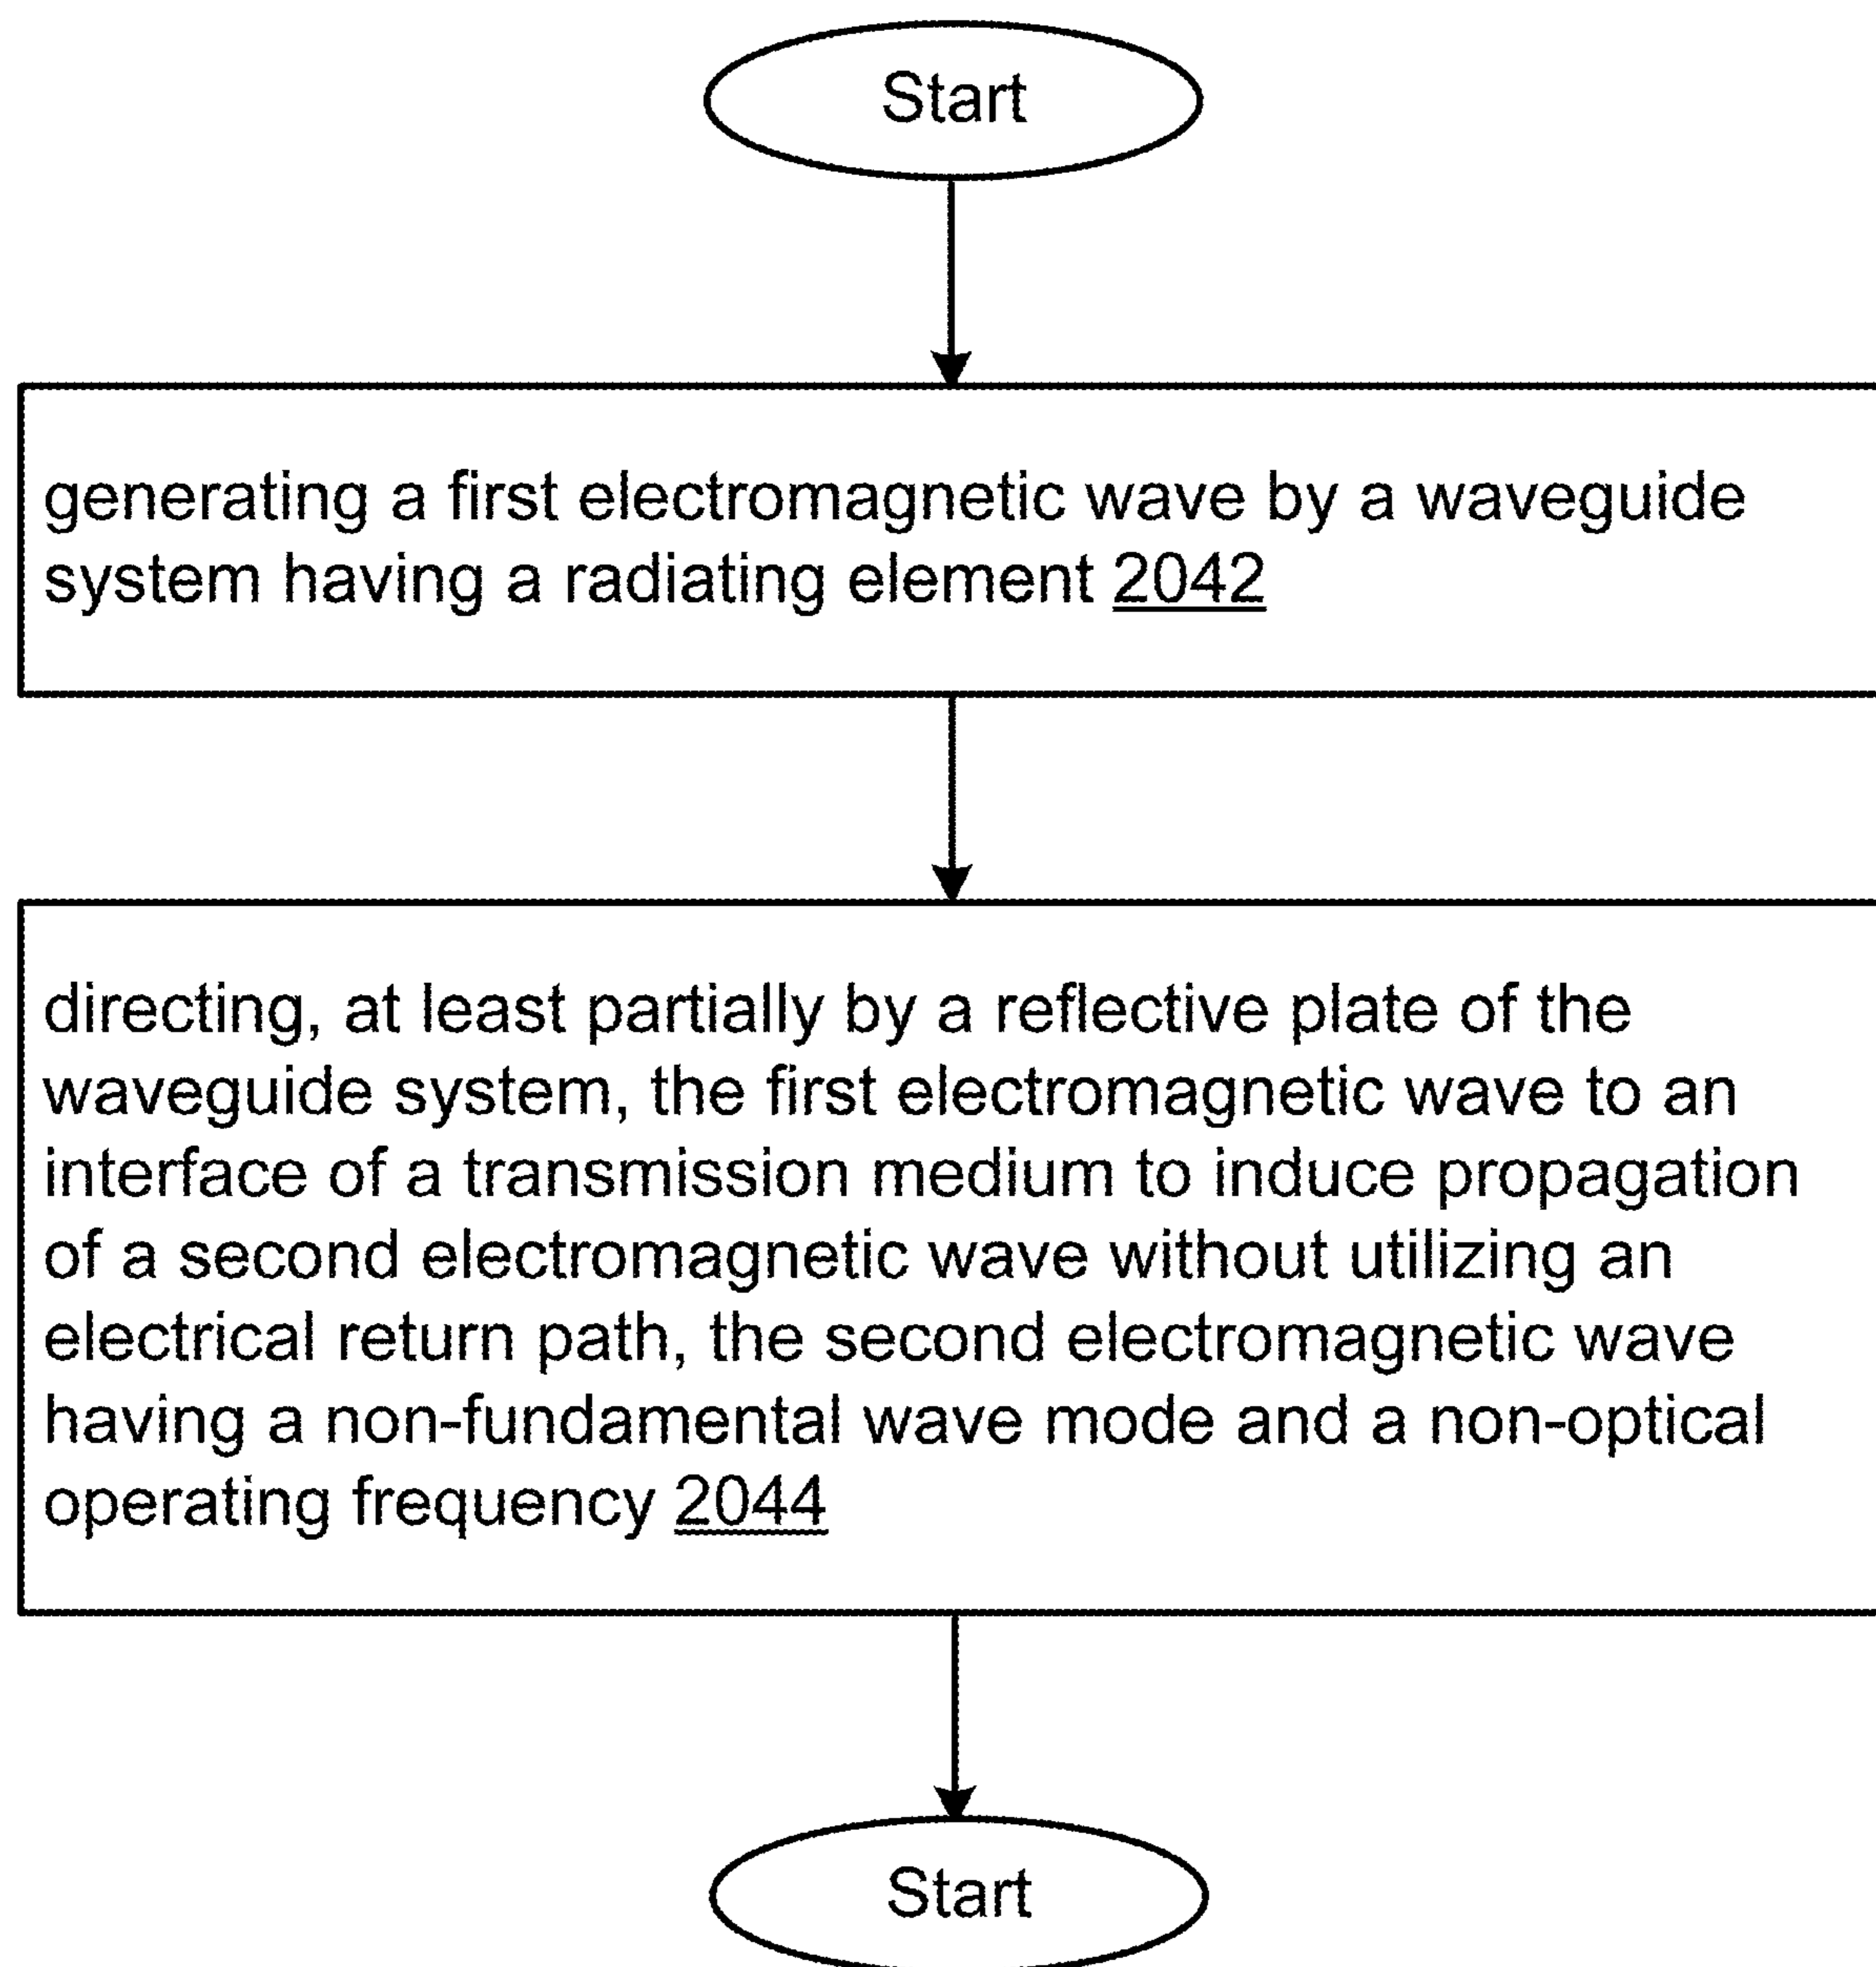 Start
generating a first electromagnetic wave by a waveguide
system having a radiating element 2042
directing, at least partially by a reflective plate of the
waveguide system, the first electromagnetic wave to an
interface of a transmission medium to induce propagation
of a second electromagnetic wave without utilizing an
electrical return path, the second electromagnetic wave
having a non-fundamental wave mode and a non-optical
operating frequency 2044
Start